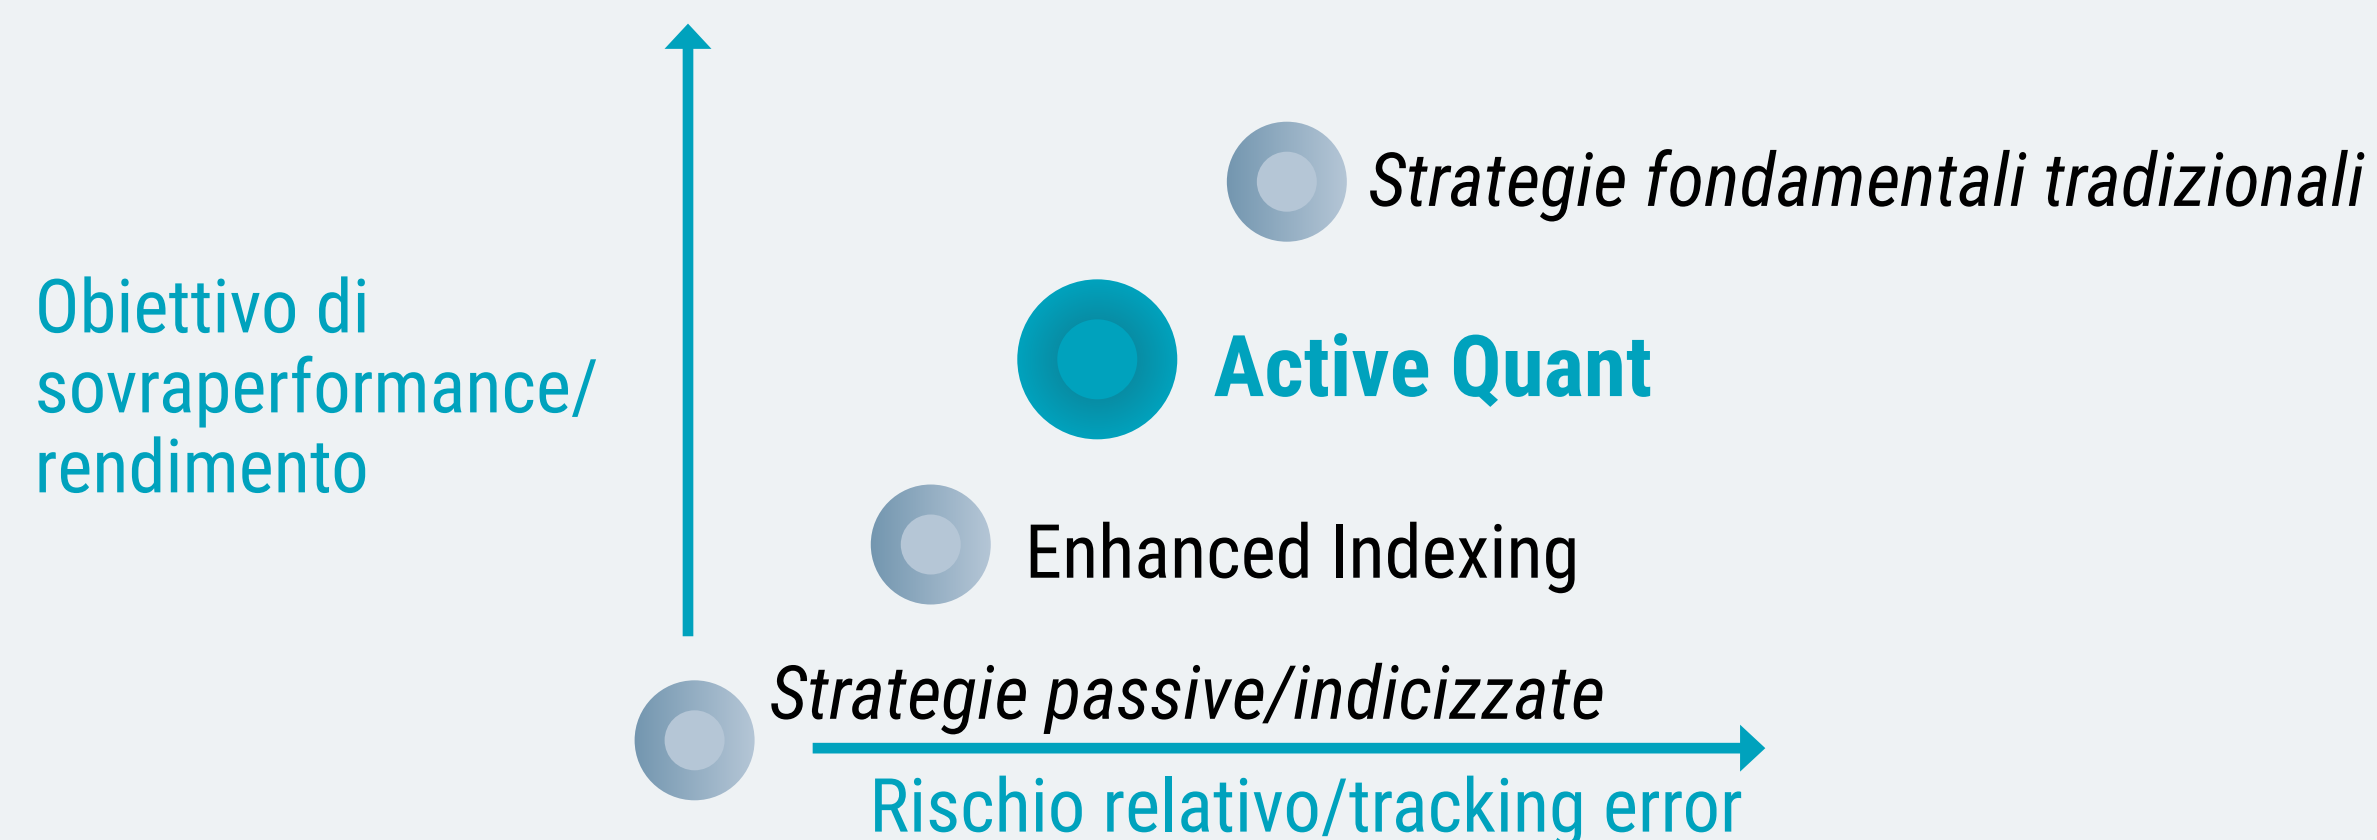 Strategie fondamentali tradizionali
Obiettivo di
sovraperformance/
rendimento
Active Quant
Enhanced Indexing
Strategie passive/indicizzate
Rischio relativo/tracking error